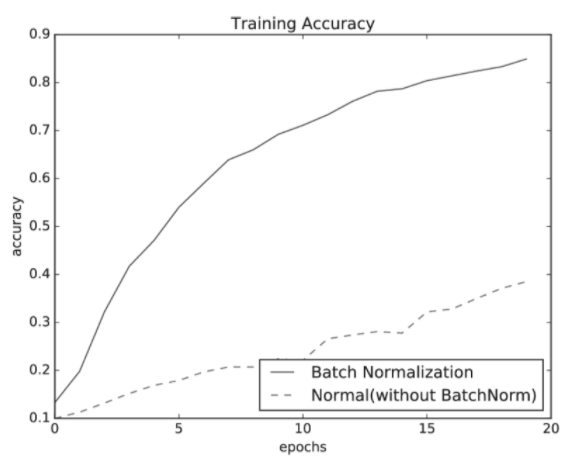 Training Accuracy
0.9
0.8
0.7
0.6
0.5
0.4
0.3
0.2
0.1
accuracy
Batch Normalization
Normal(without BatchNorm)
0 5 10 15 20
epochs